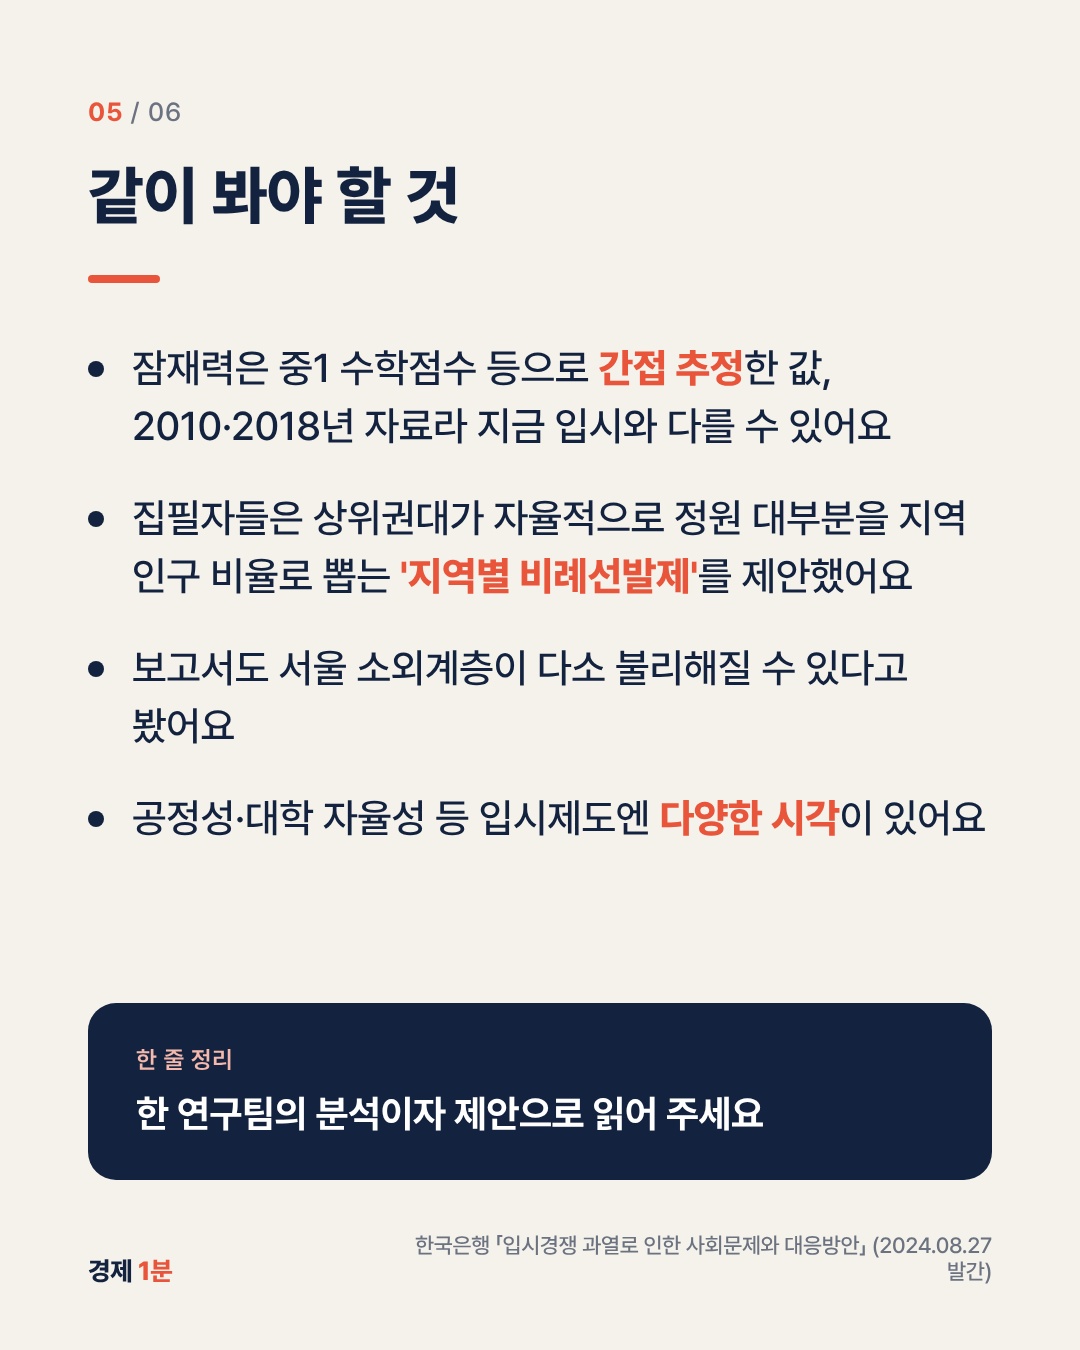 05 / 06
같이 봐야 할 것
잠재력은 중1 수학점수 등으로 간접 추정한 값,
2010·2018년 자료라 지금 입시와 다를 수 있어요
집필자들은 상위권대가 자율적으로 정원 대부분을 지역
인구 비율로 뽑는 '지역별 비례선발제'를 제안했어요
보고서도 서울 소외계층이 다소 불리해질 수 있다고
봤어요
공정성·대학 자율성 등 입시제도엔 다양한 시각이 있어요
한 줄 정리
한 연구팀의 분석이자 제안으로 읽어 주세요
경제 1분
한국은행 「입시경쟁 과열로 인한 사회문제와 대응방안」 (2024.08.27
발간)